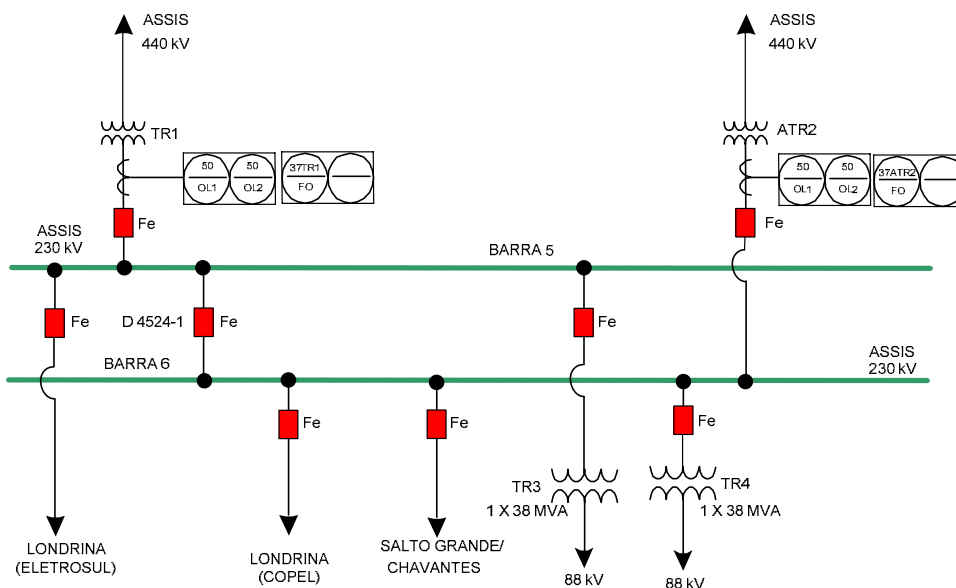 ASSIS
440 kV
ASSIS
440 kV
TR1
ATR2
50
OL1
50
OL2
37TR1
FO
50
OL1
50
OL2
37ATR2
FO
Fe
Fe
ASSIS
230 kV
BARRA 5
Fe
D 4524-1
Fe
Fe
BARRA 6
ASSIS
230 kV
Fe
Fe
Fe
TR3
1 X 38 MVA
TR4
1 X 38 MVA
LONDRINA
(ELETROSUL)
LONDRINA
(COPEL)
SALTO GRANDE/
CHAVANTES
88 kV
88 kV